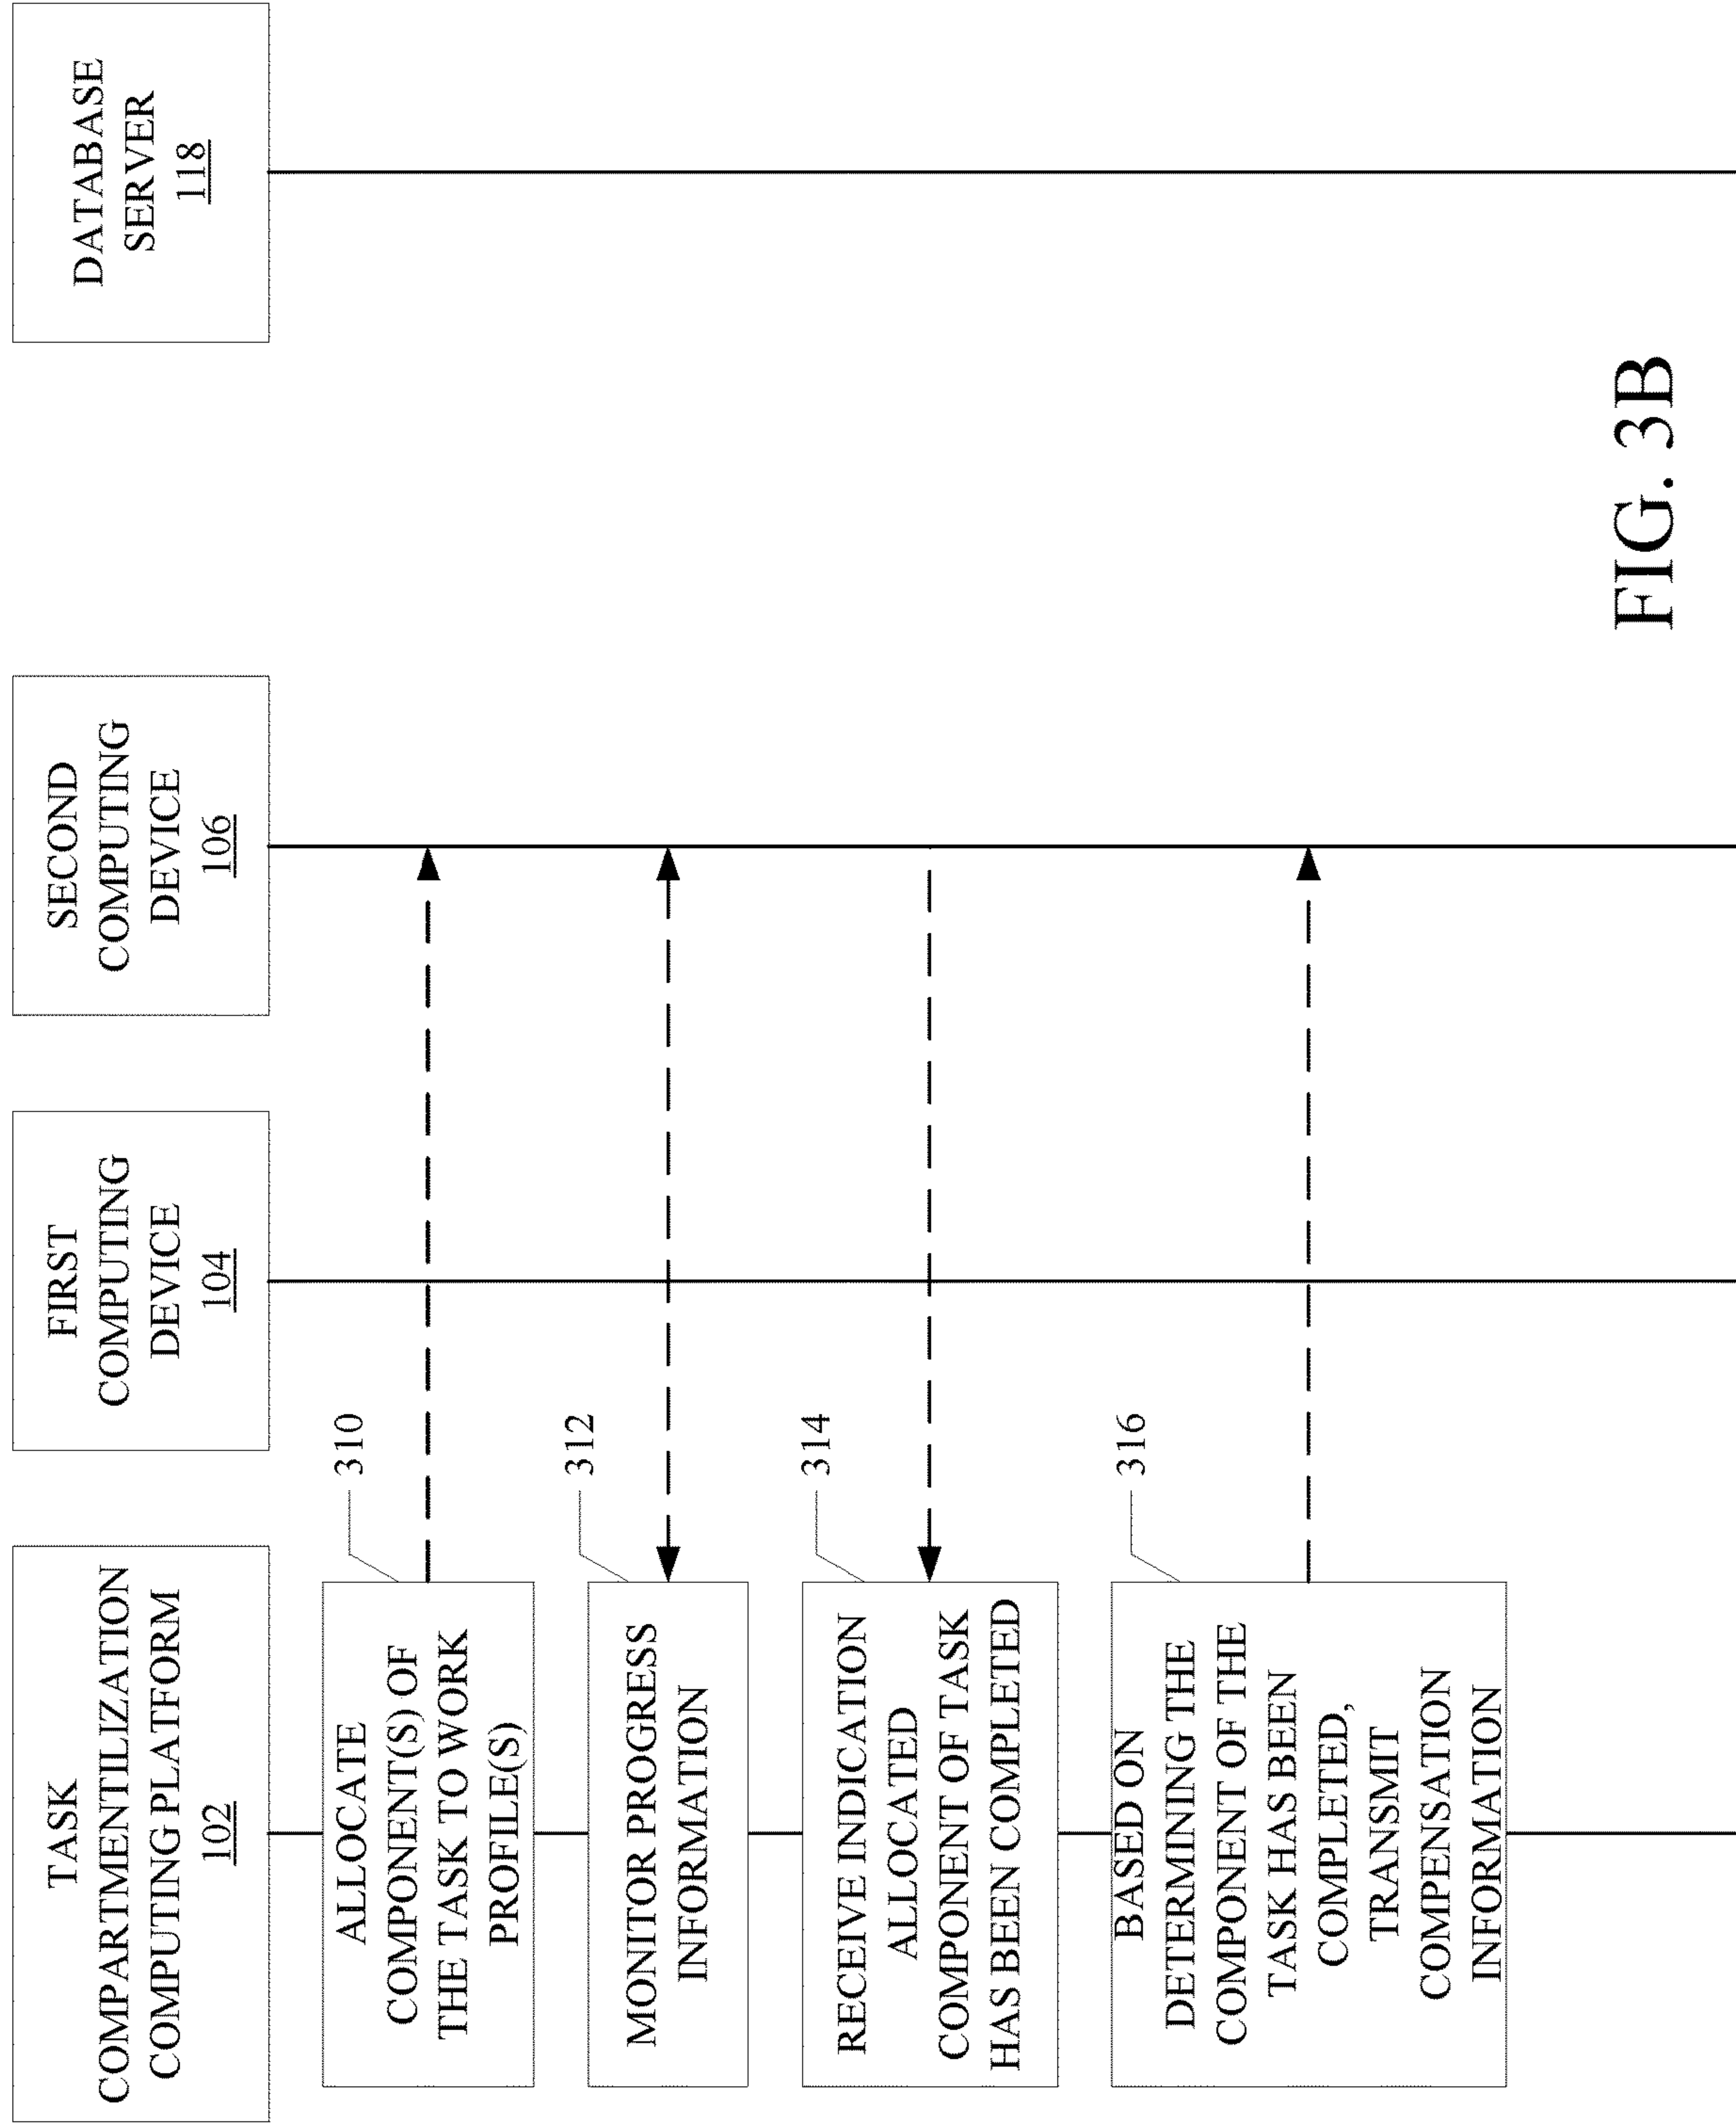 TASK
COMPARTMENTILIZATION
COMPUTING PLATFORM
102
FIRST
COMPUTING
DEVICE
104
SECOND
COMPUTING
DEVICE
106
DATABASE
SERVER
118
310
ALLOCATE
COMPONENT(S) OF
THE TASK TO WORK
PROFILE(S)
312
MONITOR PROGRESS
INFORMATION
314
RECEIVE INDICATION
ALLOCATED
COMPONENT OF TASK
HAS BEEN COMPLETED
316
BASED ON
DETERMINING THE
COMPONENT OF THE
TASK HAS BEEN
COMPLETED,
TRANSMIT
COMPENSATION
INFORMATION
FIG. 3B